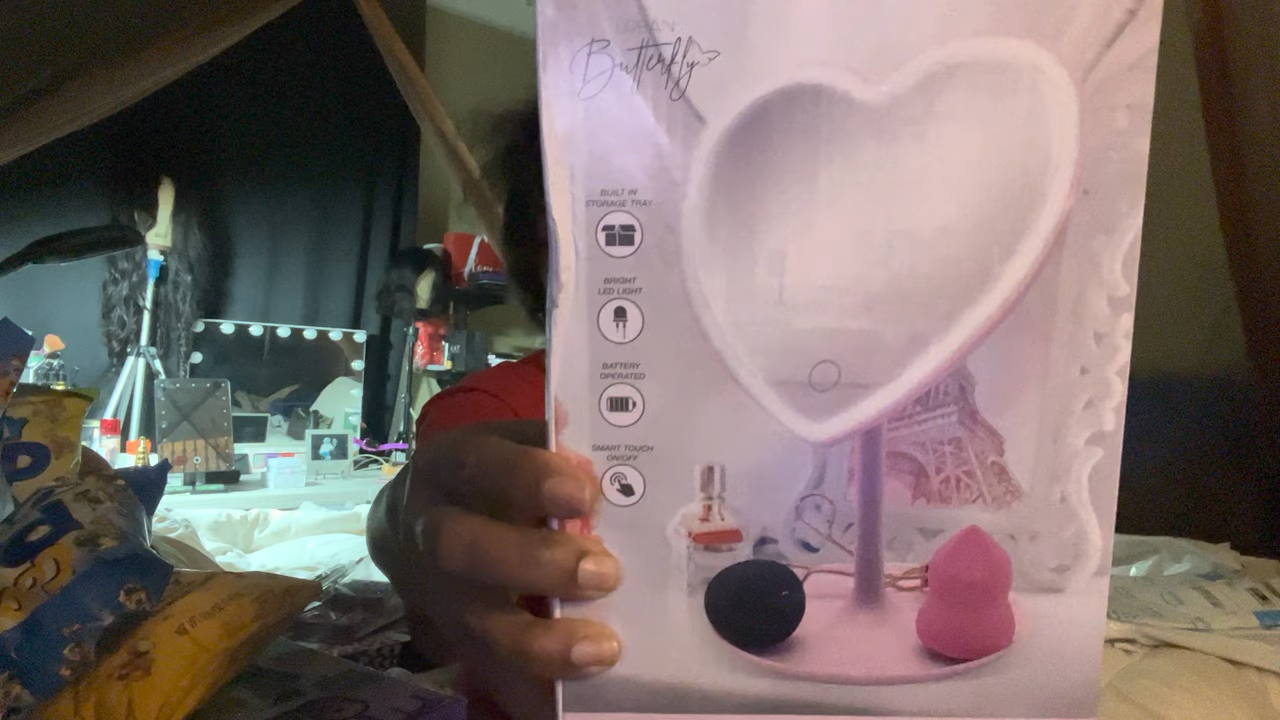 Butterfly
BUILT IN
STORAGE TRAY
BRIGHT
LED LIGHT
BATTERY
OPERATED
SMART TOUCH
ON/OFF